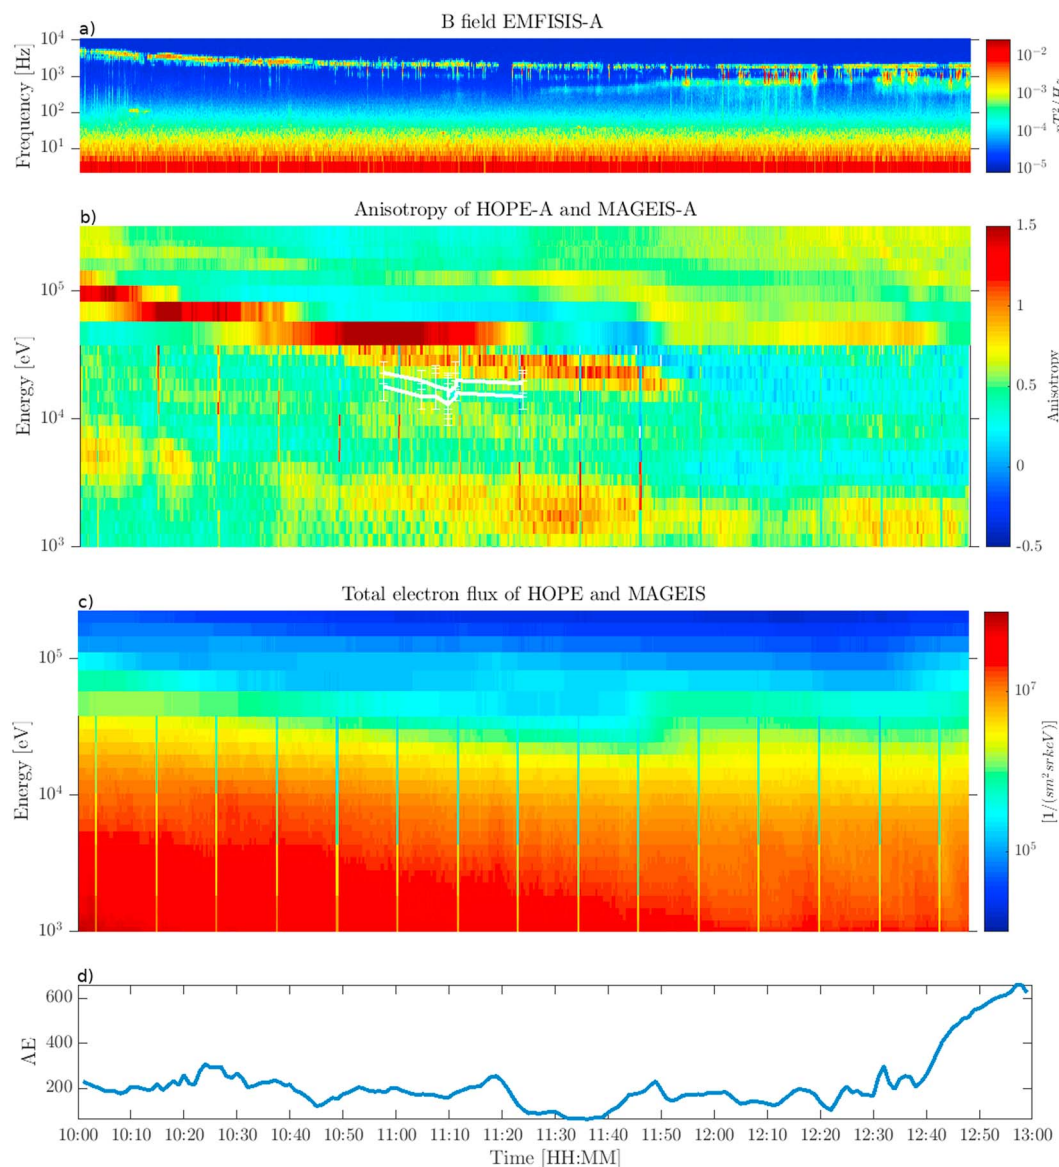 B field EMFISIS-A
a)
Frequency [Hz]
10^4
10^3
10^2
10^1
10^-2
10^-3
10^-4
10^-5
nT^2/Hz
Anisotropy of HOPE-A and MAGEIS-A
b)
Energy [eV]
10^5
10^4
10^3
1.5
1
0.5
0
-0.5
Anisotropy
Total electron flux of HOPE and MAGEIS
c)
Energy [eV]
10^5
10^4
10^3
10^7
10^5
[1/(sm^2srkeV)]
d)
AE
600
400
200
10:00 10:10 10:20 10:30 10:40 10:50 11:00 11:10 11:20 11:30 11:40 11:50 12:00 12:10 12:20 12:30 12:40 12:50 13:00
Time [HH:MM]